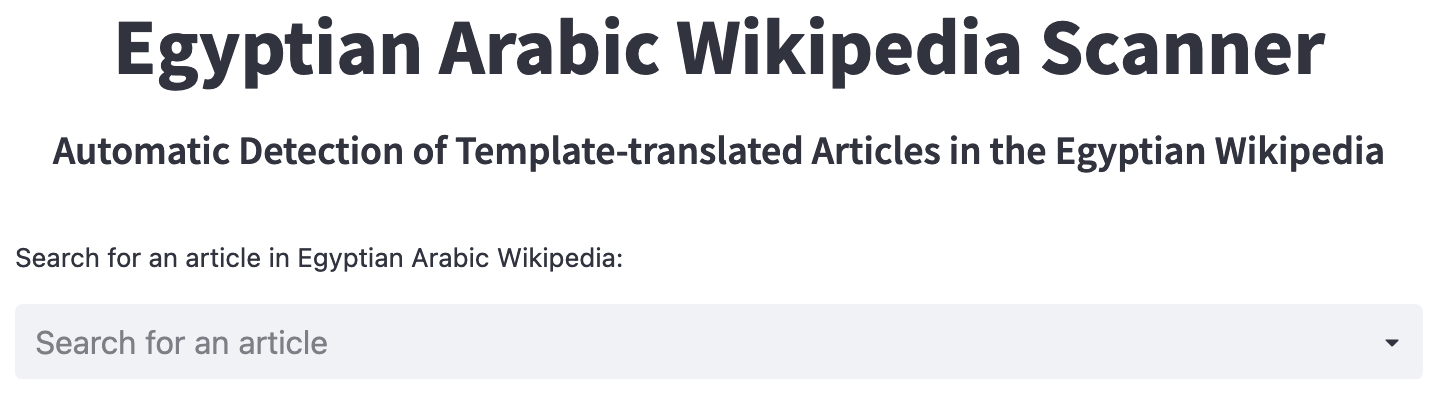 Egyptian Arabic Wikipedia Scanner
Automatic Detection of Template-translated Articles in the Egyptian Wikipedia
Search for an article in Egyptian Arabic Wikipedia:
Search for an article